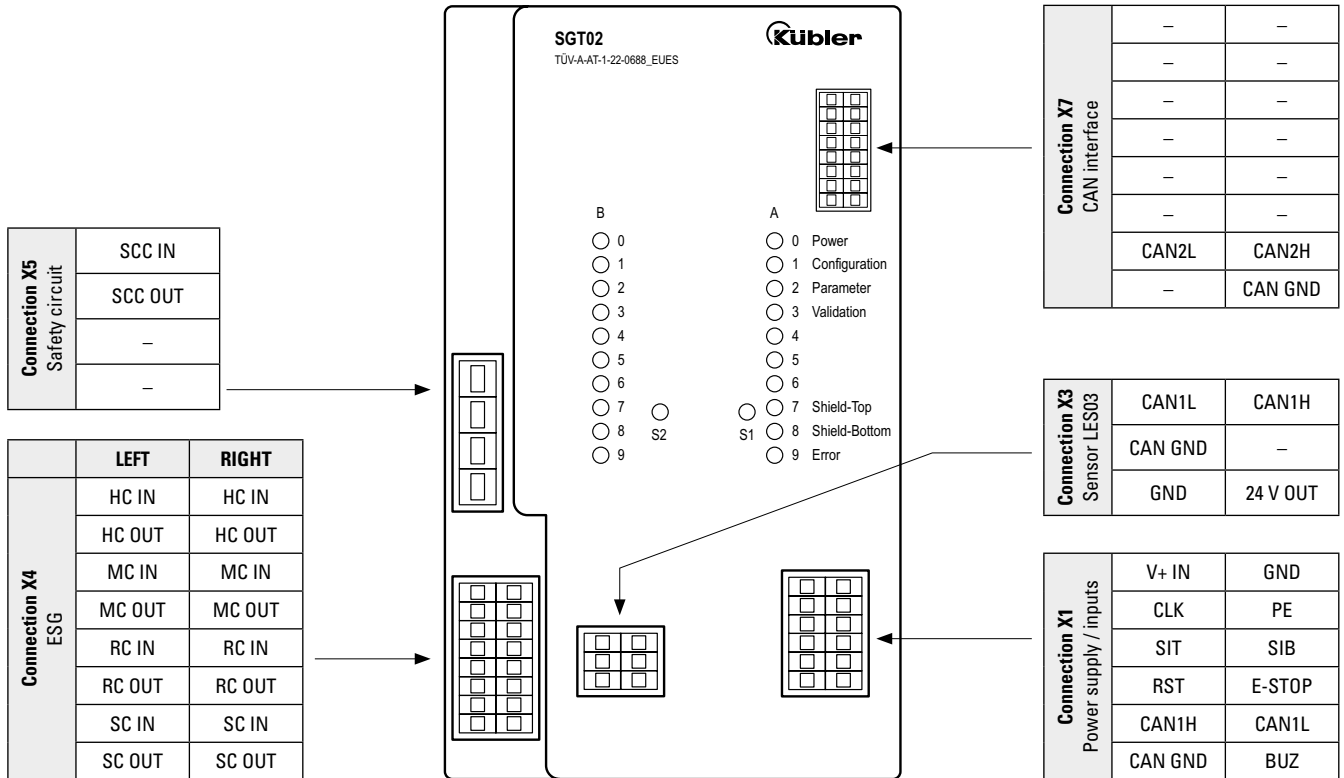 SGT02
Kübler
TÜV-A-AT-1-22-0688_EUES
B
0
1
2
3
4
5
6
7
8
9
S2
A
0 Power
1 Configuration
2 Parameter
3 Validation
4
5
6
7 Shield-Top
8 Shield-Bottom
9 Error
S1
Connection X5
Safety circuit
SCC IN
SCC OUT
–
–
LEFT RIGHT
Connection X4
ESG
HC IN HC IN
HC OUT HC OUT
MC IN MC IN
MC OUT MC OUT
RC IN RC IN
RC OUT RC OUT
SC IN SC IN
SC OUT SC OUT
Connection X7
CAN interface
– –
– –
– –
– –
– –
– –
CAN2L CAN2H
– CAN GND
Connection X3
Sensor LES03
CAN1L CAN1H
CAN GND –
GND 24 V OUT
Connection X1
Power supply / inputs
V+ IN GND
CLK PE
SIT SIB
RST E-STOP
CAN1H CAN1L
CAN GND BUZ